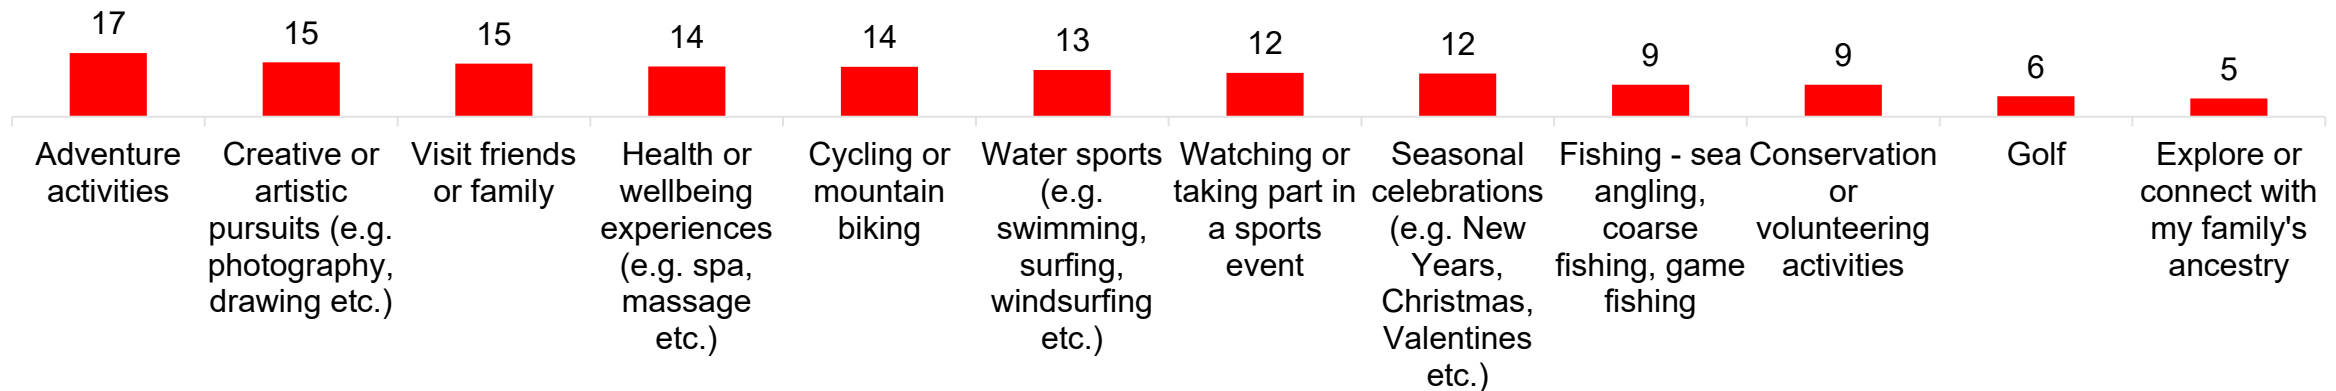 17
15
15
14
14
13
12
12
9
9
6
5
Adventure
activities
Creative or
artistic
pursuits (e.g.
photography,
drawing etc.)
Visit friends
or family
Health or
wellbeing
experiences
(e.g. spa,
massage
etc.)
Cycling or
mountain
biking
Water sports
(e.g.
swimming,
surfing,
windsurfing
etc.)
Watching or
taking part in
a sports
event
Seasonal
celebrations
(e.g. New
Years,
Christmas,
Valentines
etc.)
Fishing - sea
angling,
coarse
fishing, game
fishing
Conservation
or
volunteering
activities
Golf
Explore or
connect with
my family's
ancestry